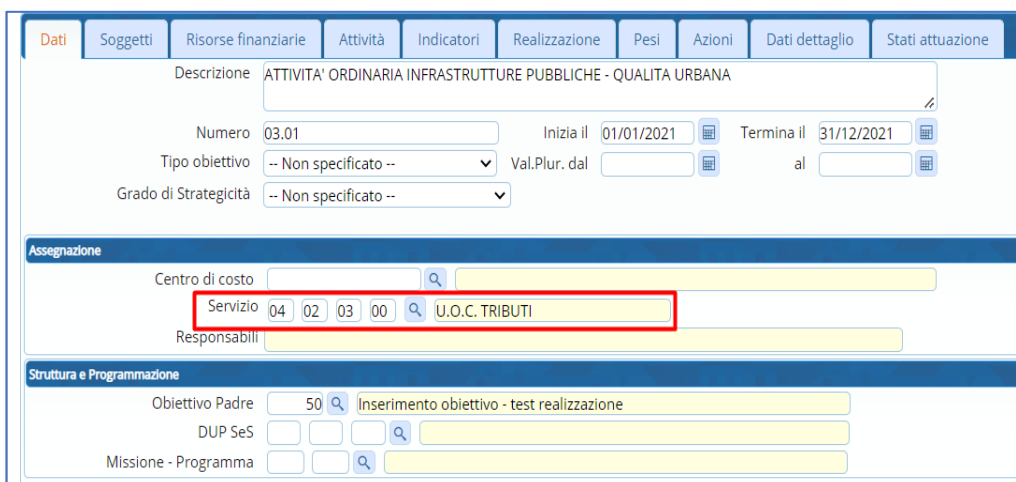 Dati Soggetti Risorse finanziarie Attività Indicatori Realizzazione Pesi Azioni Dati dettaglio Stati attuazione
Descrizione ATTIVITA' ORDINARIA INFRASTRUTTURE PUBBLICHE - QUALITA URBANA
Numero 03.01 Inizia il 01/01/2021 Termina il 31/12/2021
Tipo obiettivo -- Non specificato -- Val.Plur. dal al
Grado di Strategicità -- Non specificato --
Assegnazione
Centro di costo
Servizio 04 02 03 00 U.O.C. TRIBUTI
Responsabili
Struttura e Programmazione
Obiettivo Padre 50 Inserimento obiettivo - test realizzazione
DUP SeS
Missione - Programma